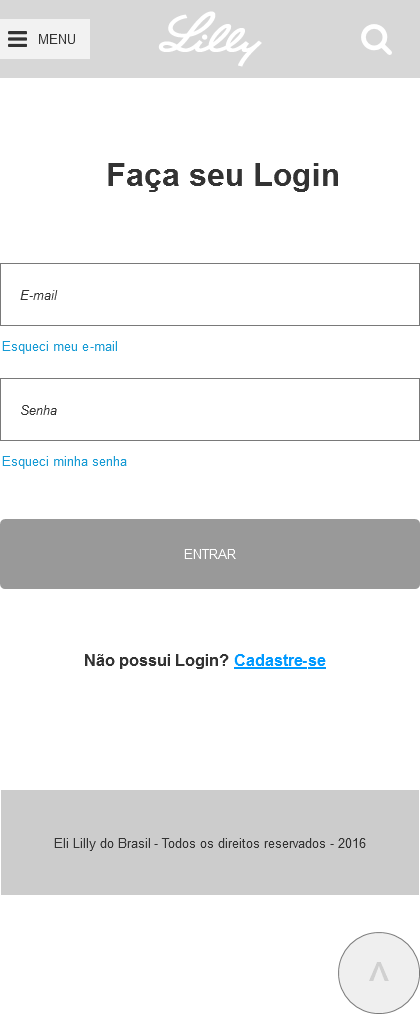 MENU
Lilly
Faça seu Login
E-mail
Esqueci meu e-mail
Senha
Esqueci minha senha
ENTRAR
Não possui Login? Cadastre-se
Eli Lilly do Brasil - Todos os direitos reservados - 2016